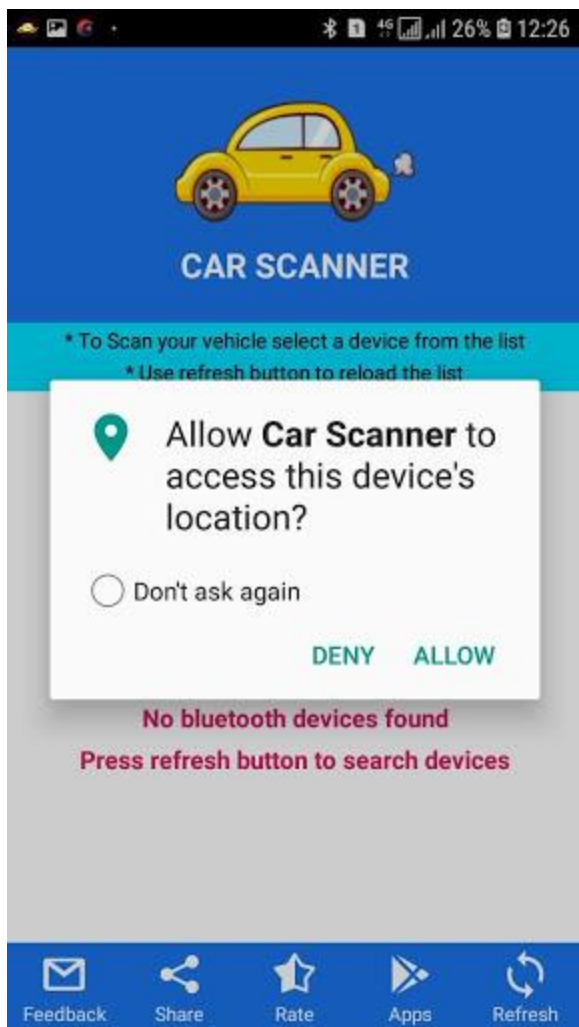 1 4G 26% 12:26
CAR SCANNER
* To Scan your vehicle select a device from the list
* Use refresh button to reload the list
Allow Car Scanner to
access this device's
location?
Don't ask again
DENY ALLOW
No bluetooth devices found
Press refresh button to search devices
Feedback Share Rate Apps Refresh